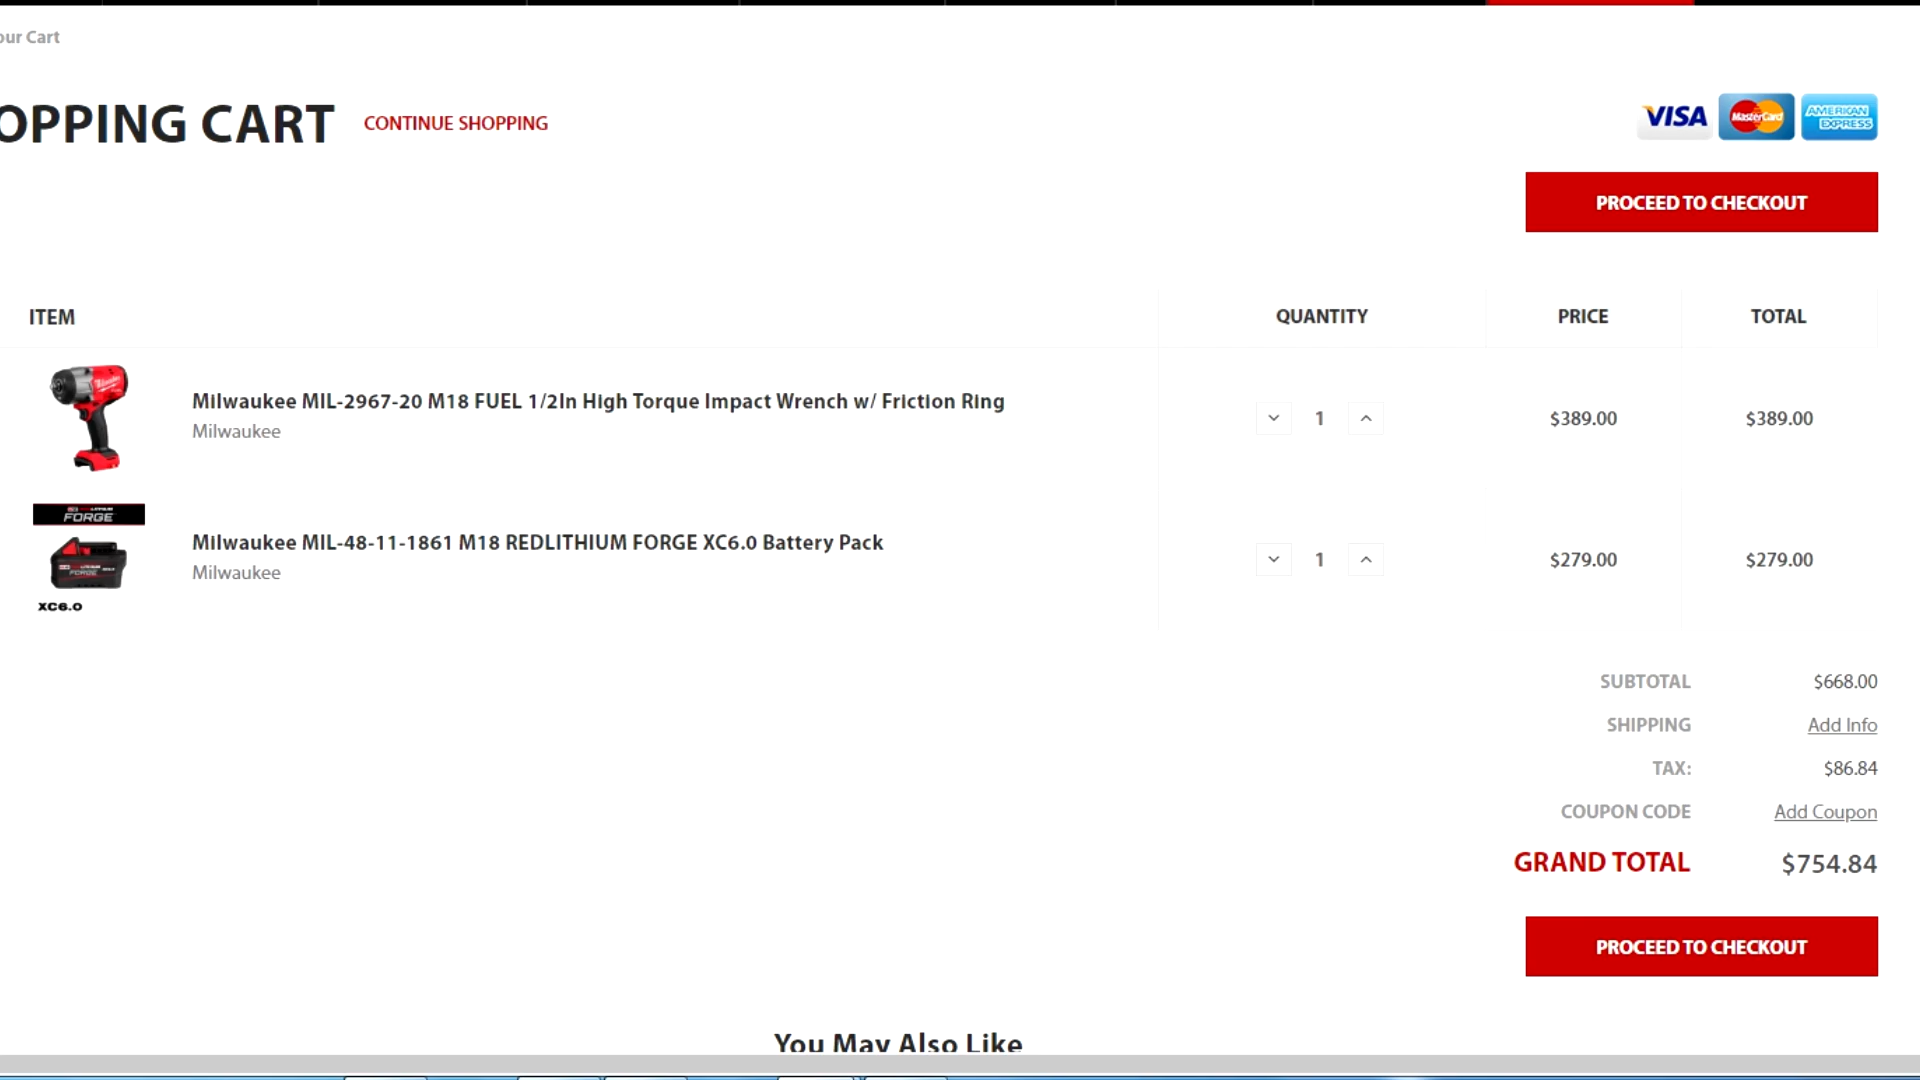 our Cart
OPPING CART CONTINUE SHOPPING
VISA MasterCard AMERICAN EXPRESS
PROCEED TO CHECKOUT
ITEM QUANTITY PRICE TOTAL
Milwaukee MIL-2967-20 M18 FUEL 1/2In High Torque Impact Wrench w/ Friction Ring
Milwaukee
1 $389.00 $389.00
FORGE
FORGE
XC6.0
Milwaukee MIL-48-11-1861 M18 REDLITHIUM FORGE XC6.0 Battery Pack
Milwaukee
1 $279.00 $279.00
SUBTOTAL $668.00
SHIPPING Add Info
TAX: $86.84
COUPON CODE Add Coupon
GRAND TOTAL $754.84
PROCEED TO CHECKOUT
You May Also Like